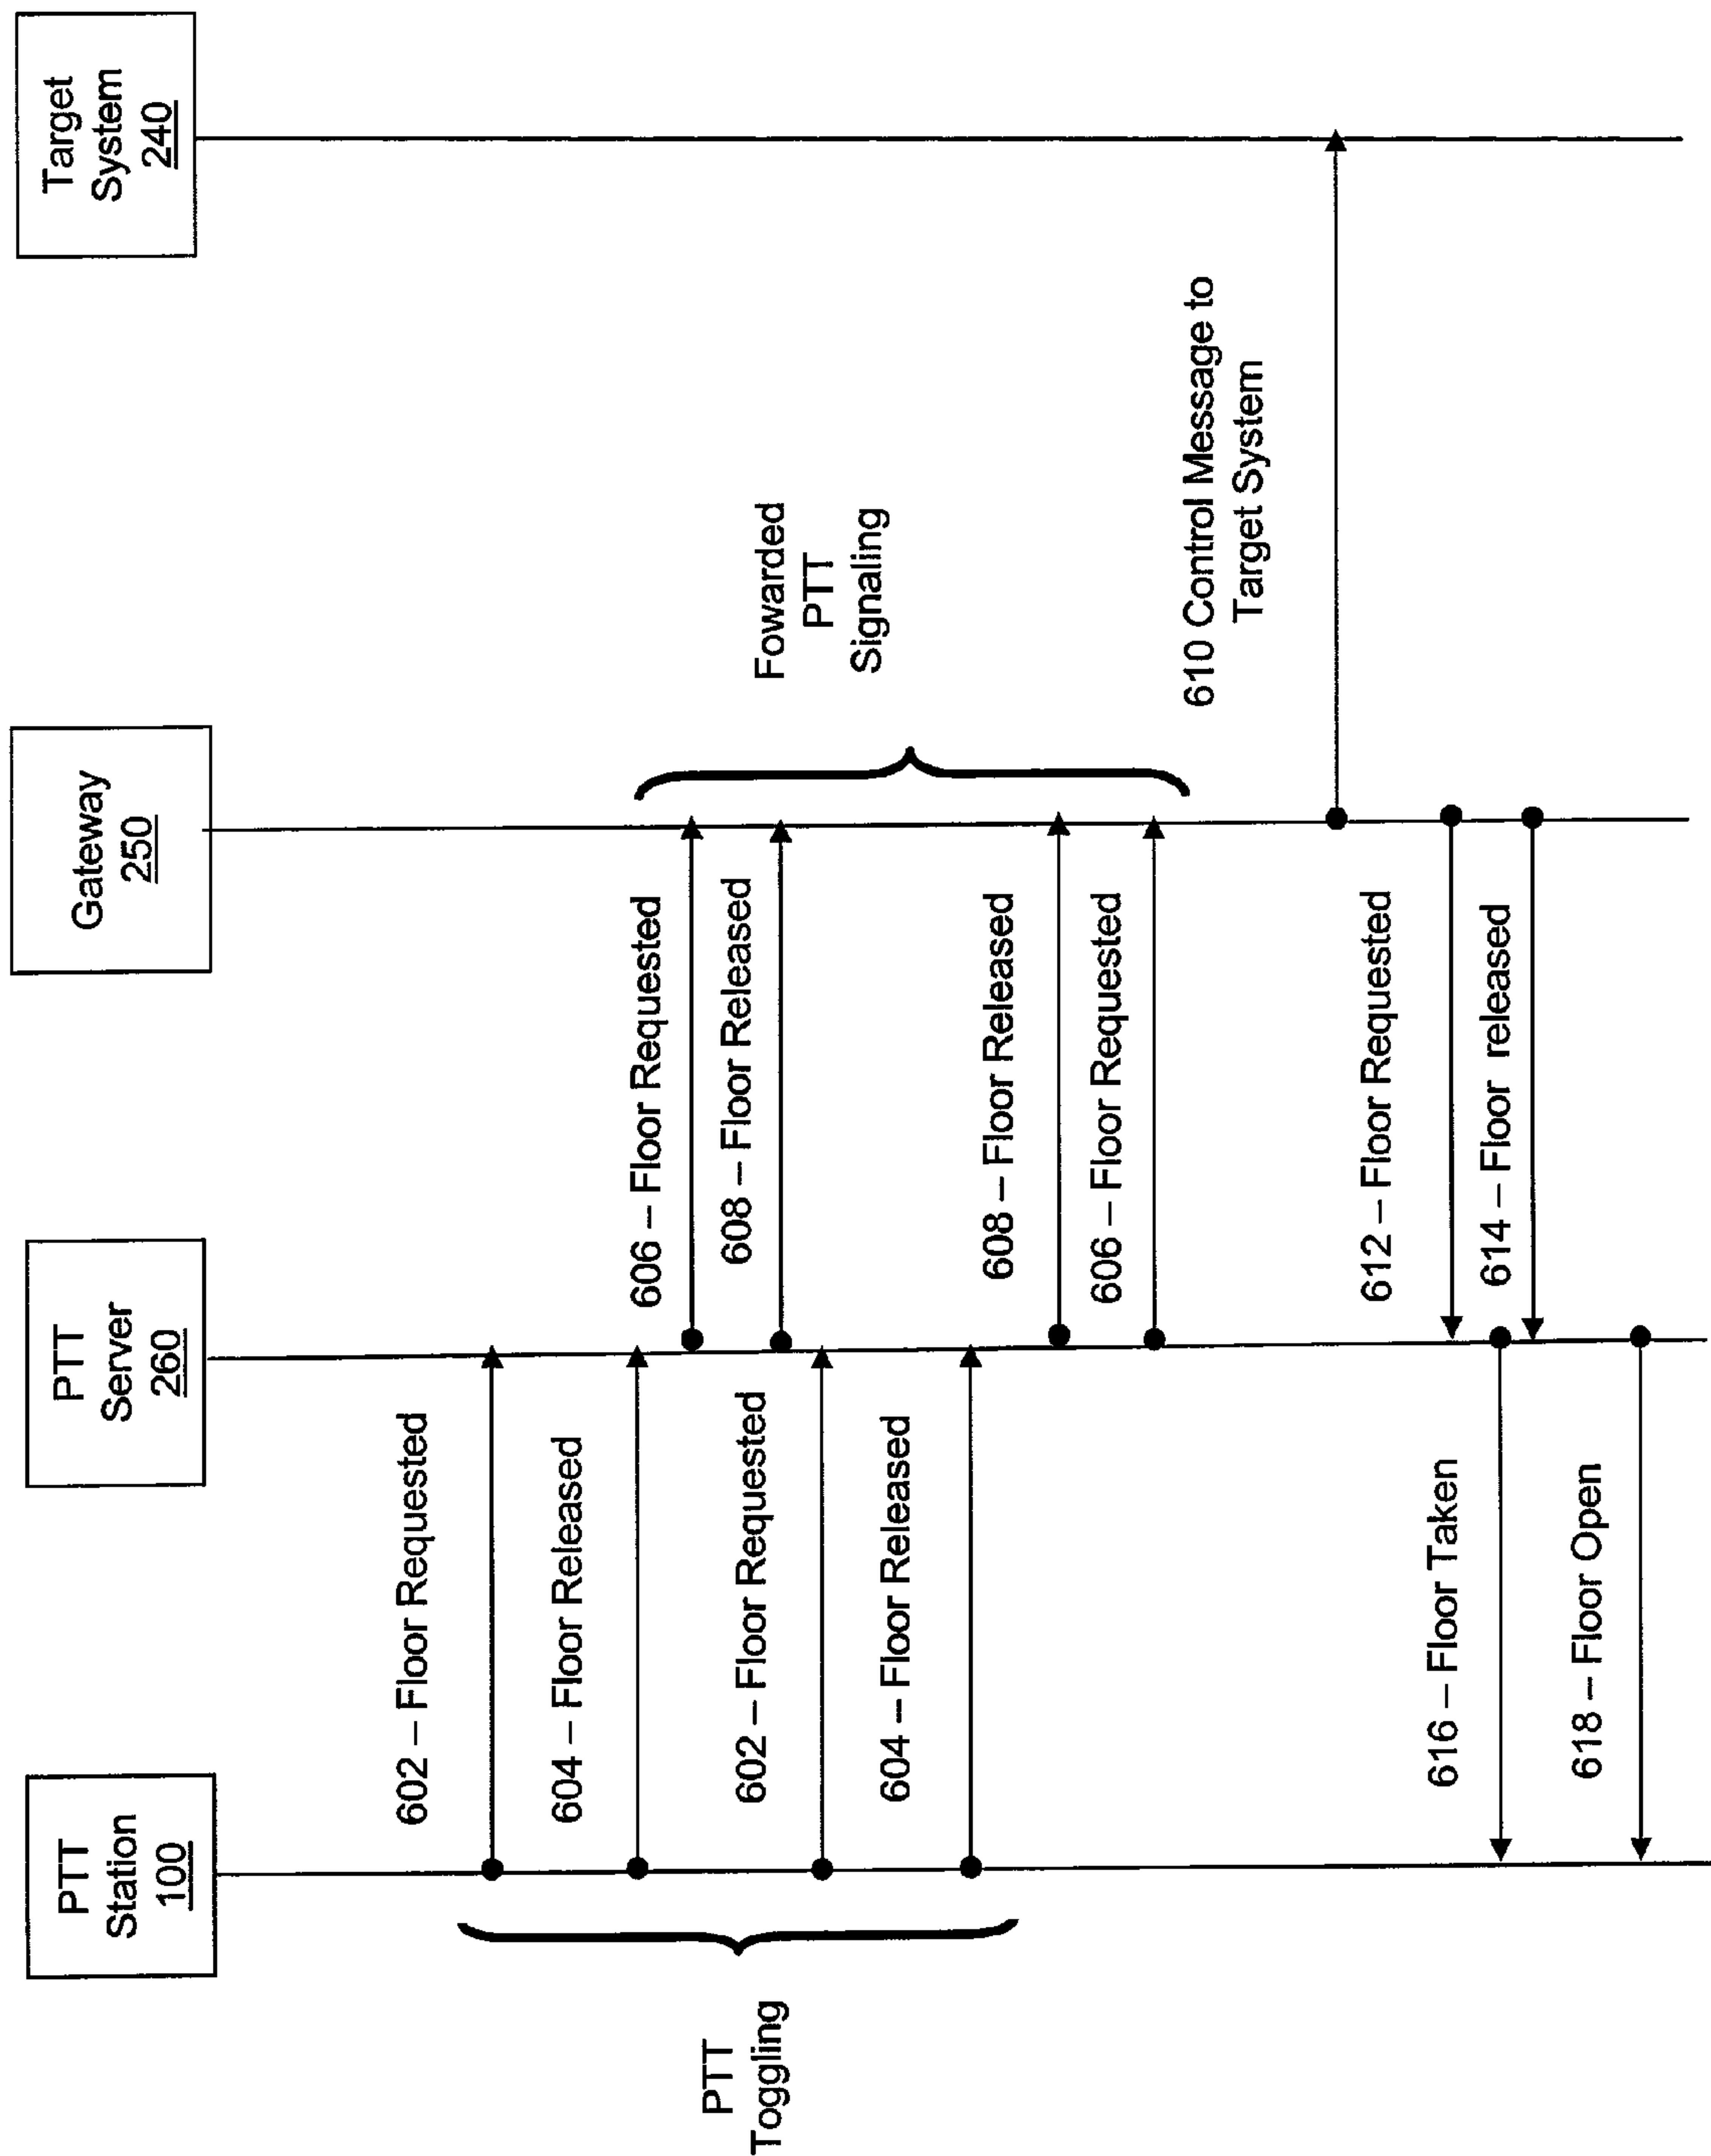 PTT
Station
100
PTT
Server
260
Gateway
250
Target
System
240
PTT
Toggling
602 – Floor Requested
604 – Floor Released
602 – Floor Requested
604 – Floor Released
606 – Floor Requested
608 – Floor Released
608 – Floor Released
606 – Floor Requested
Fowarded
PTT
Signaling
610 Control Message to
Target System
612 – Floor Requested
614 – Floor released
616 – Floor Taken
618 – Floor Open